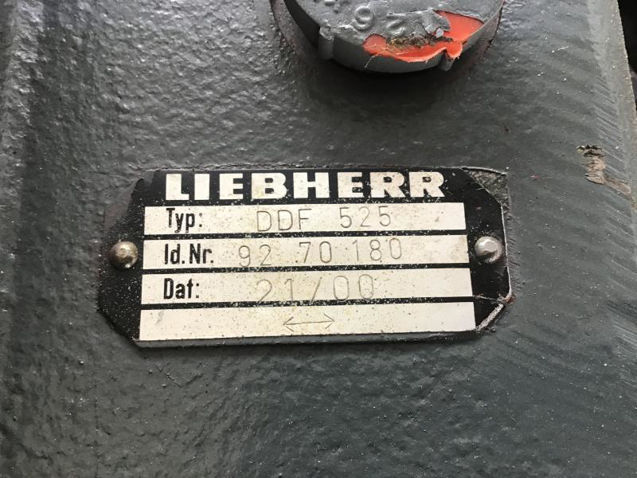 LIEBHERR
Typ: DDF 525
Id.Nr. 92 70 180
Dat: 21/00